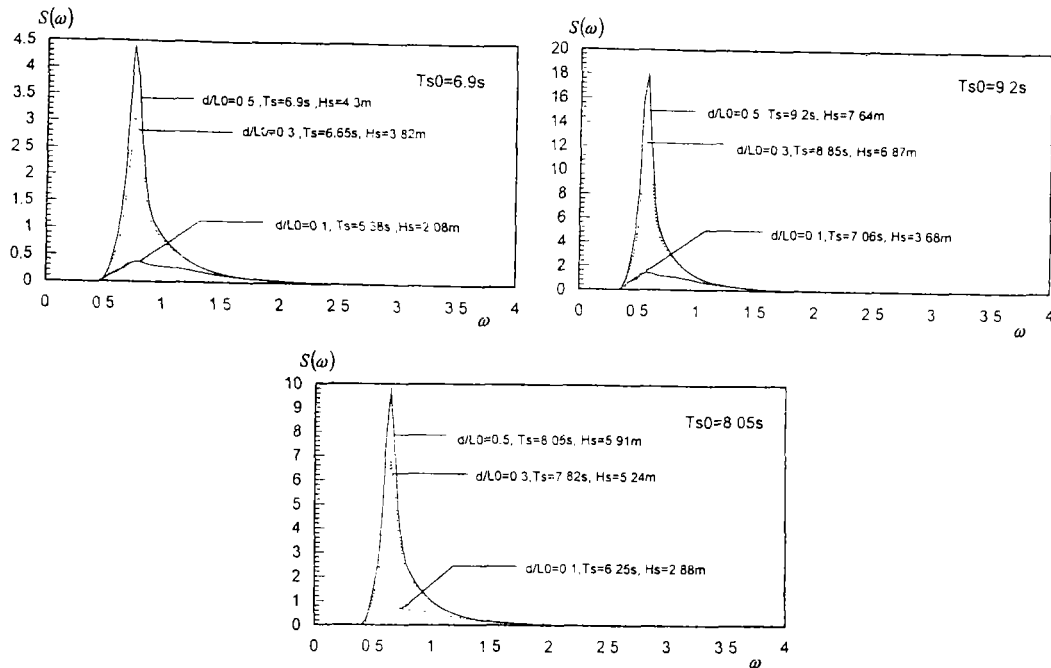 S(ω)
4.5
4
3.5
3
2.5
2
1.5
1
0.5
0
Ts0=6.9s
d/L0=0 5 ,Ts=6.9s ,Hs=4.3m
d/L0=0 3 ,Ts=6.65s, Hs=3.82m
d/L0=0 1, Ts=5.38s ,Hs=2.08m
0 0 5 1 1 5 2 2 5 3 3 5 4
ω
S(ω)
20
18
16
14
12
10
8
6
4
2
0
Ts0=9 2s
d/L0=0 5 Ts=9 2s, Hs=7 64m
d/L0=0 3, Ts=8 85s, Hs=6 87m
d/L0=0 1, Ts=7 06s, Hs=3 68m
0 0 5 1 1 5 2 2 5 3 3 5 4
ω
S(ω)
10
9
8
7
6
5
4
3
2
1
0
Ts0=8 05s
d/L0=0.5, Ts=8 05s, Hs=5 91m
d/L0=0 3, Ts=7 82s, Hs=5 24m
d/L0=0 1, Ts=6 25s, Hs=2 88m
0 0 5 1 1 5 2 2 5 3 3 5 4
ω